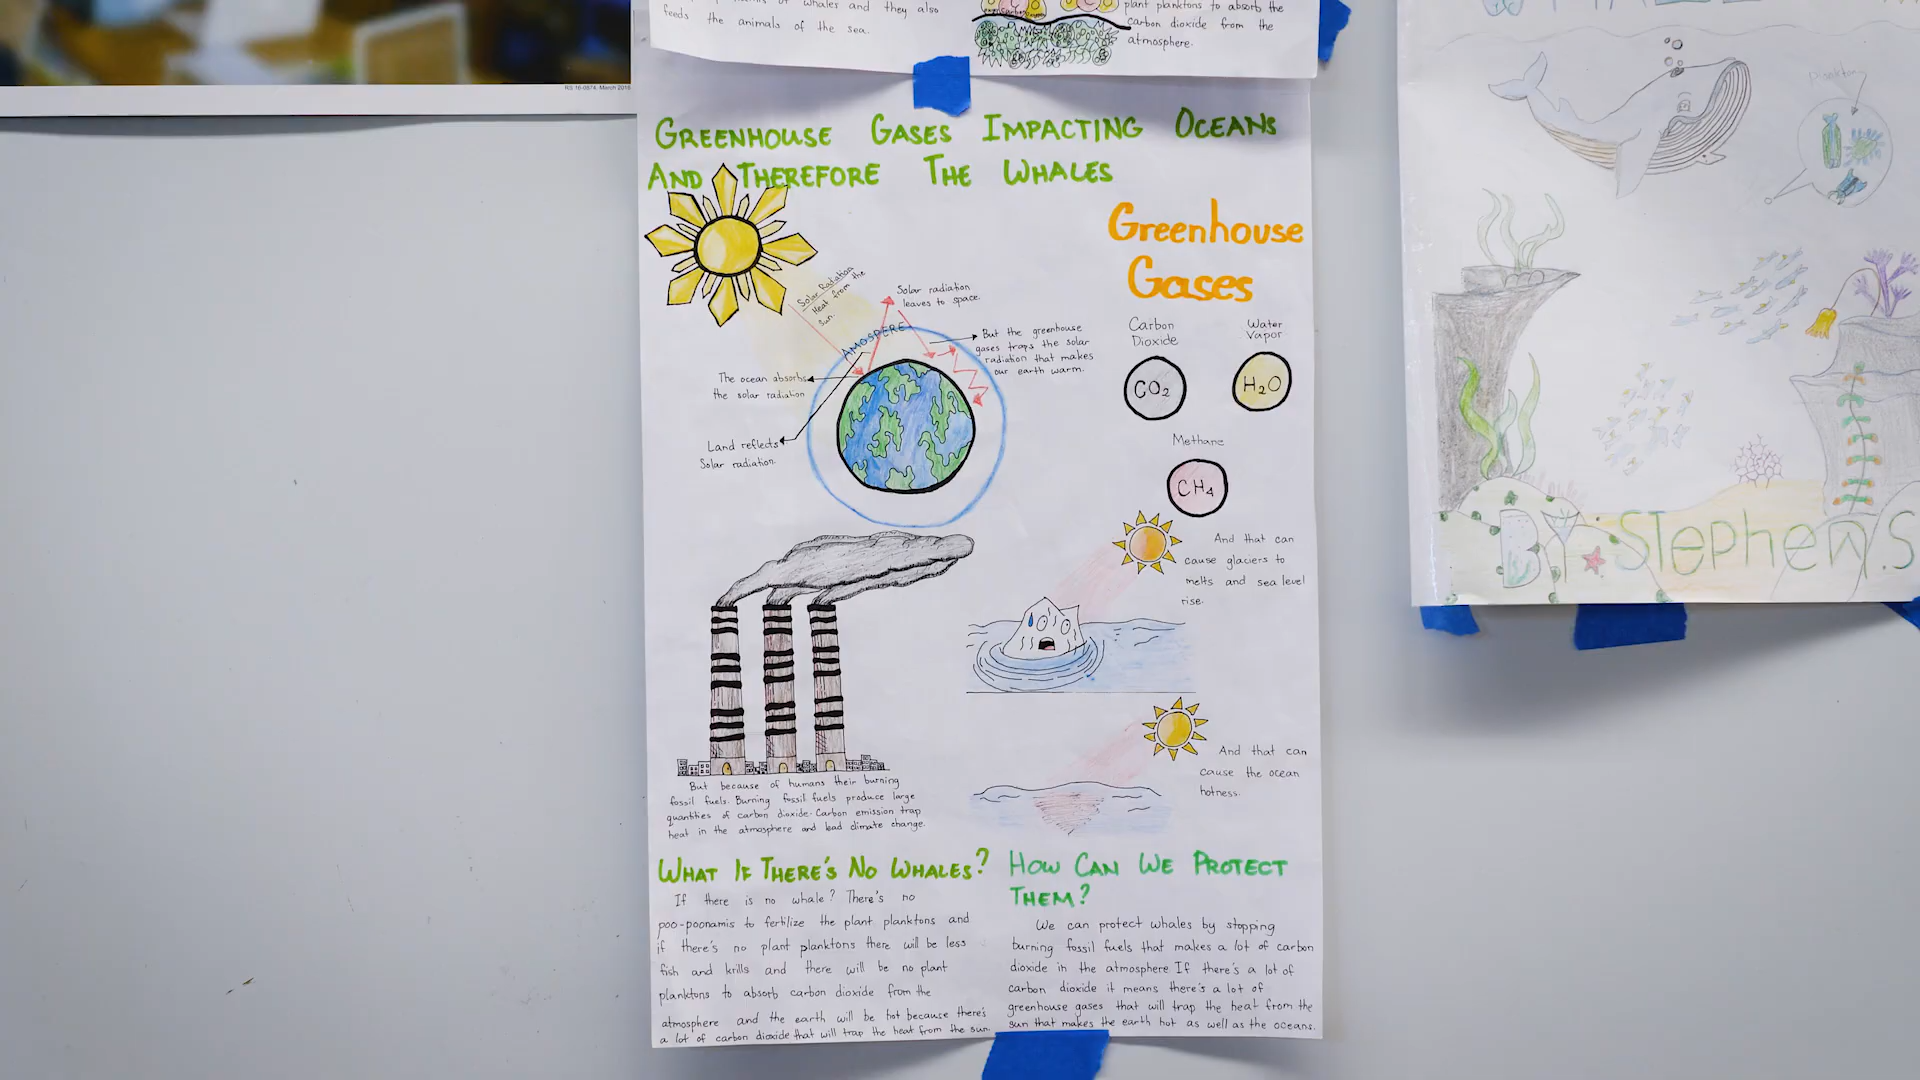 of whales and they also
feeds the animals of the sea.
plant planktons to absorb the
carbon dioxide from the
atmosphere.
RS 16-0874. March 2018
GREENHOUSE GASES IMPACTING OCEANS
AND THEREFORE THE WHALES
Greenhouse
Gases
Solar Radiation
Heat from the
Sun.
Solar radiation
leaves to space.
AMOSPERE
But the greenhouse
gases traps the solar
radiation that makes
our earth warm.
The ocean absorbs
the solar radiation
Land reflects
Solar radiation.
Carbon
Dioxide
CO2
Water
Vapor
H2O
Methane
CH4
And that can
cause glaciers to
melts and sea level
rise.
And that can
cause the ocean
hotness.
But because of humans their burning
fossil fuels. Burning fossil fuels produce large
quantities of carbon dioxide. Carbon emission trap
heat in the atmosphere and lead climate change.
WHAT IF THERE'S NO WHALES?
If there is no whale? There's no
poo-poonamis to fertilize the plant planktons and
if there's no plant planktons there will be less
fish and krills and there will be no plant
planktons to absorb carbon dioxide from the
atmosphere and the earth will be hot because there's
a lot of carbon dioxide that will trap the heat from the sun.
HOW CAN WE PROTECT
THEM?
We can protect whales by stopping
burning fossil fuels that makes a lot of carbon
dioxide in the atmosphere If there's a lot of
carbon dioxide it means there's a lot of
greenhouse gases that will trap the heat from the
sun that makes the earth hot as well as the oceans.
Plankton
BY STEPHEN.S